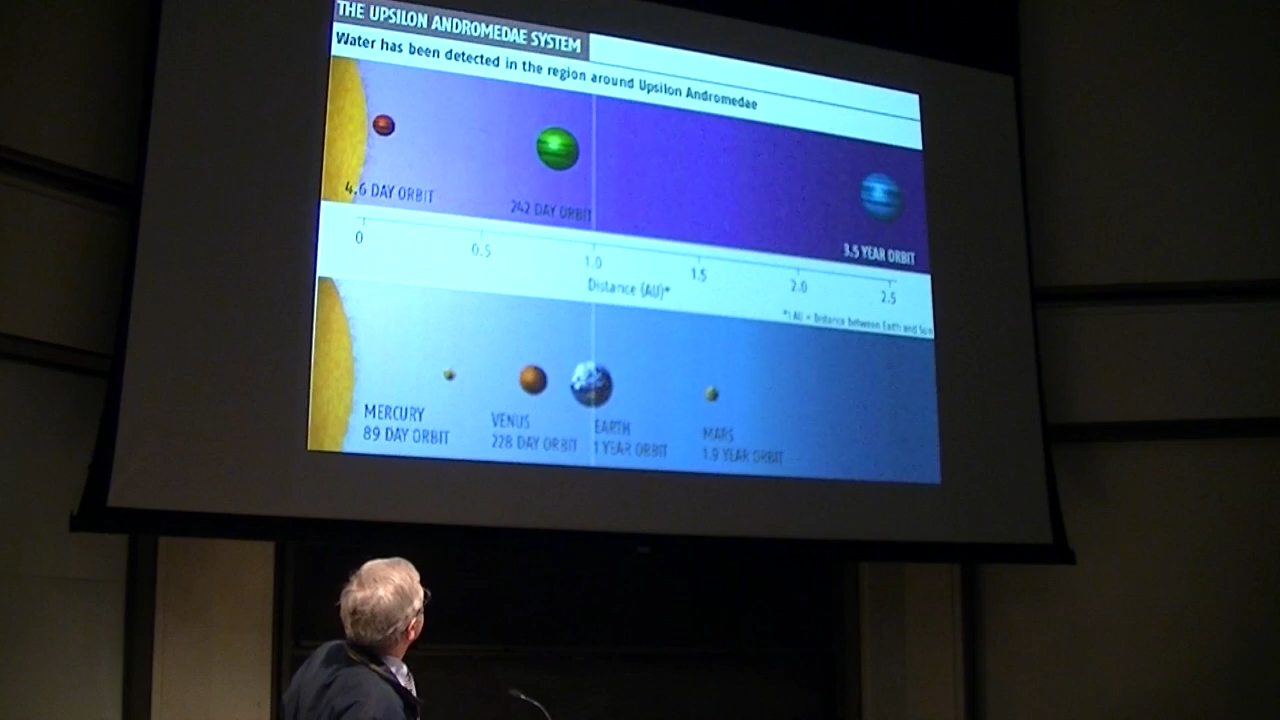 THE UPSILON ANDROMEDAE SYSTEM
Water has been detected in the region around Upsilon Andromedae
4.6 DAY ORBIT
242 DAY ORBIT
3.5 YEAR ORBIT
0
0.5
1.0
1.5
2.0
2.5
Distance (AU)*
*1 AU = Distance between Earth and Sun
MERCURY
89 DAY ORBIT
VENUS
228 DAY ORBIT
EARTH
1 YEAR ORBIT
MARS
1.9 YEAR ORBIT